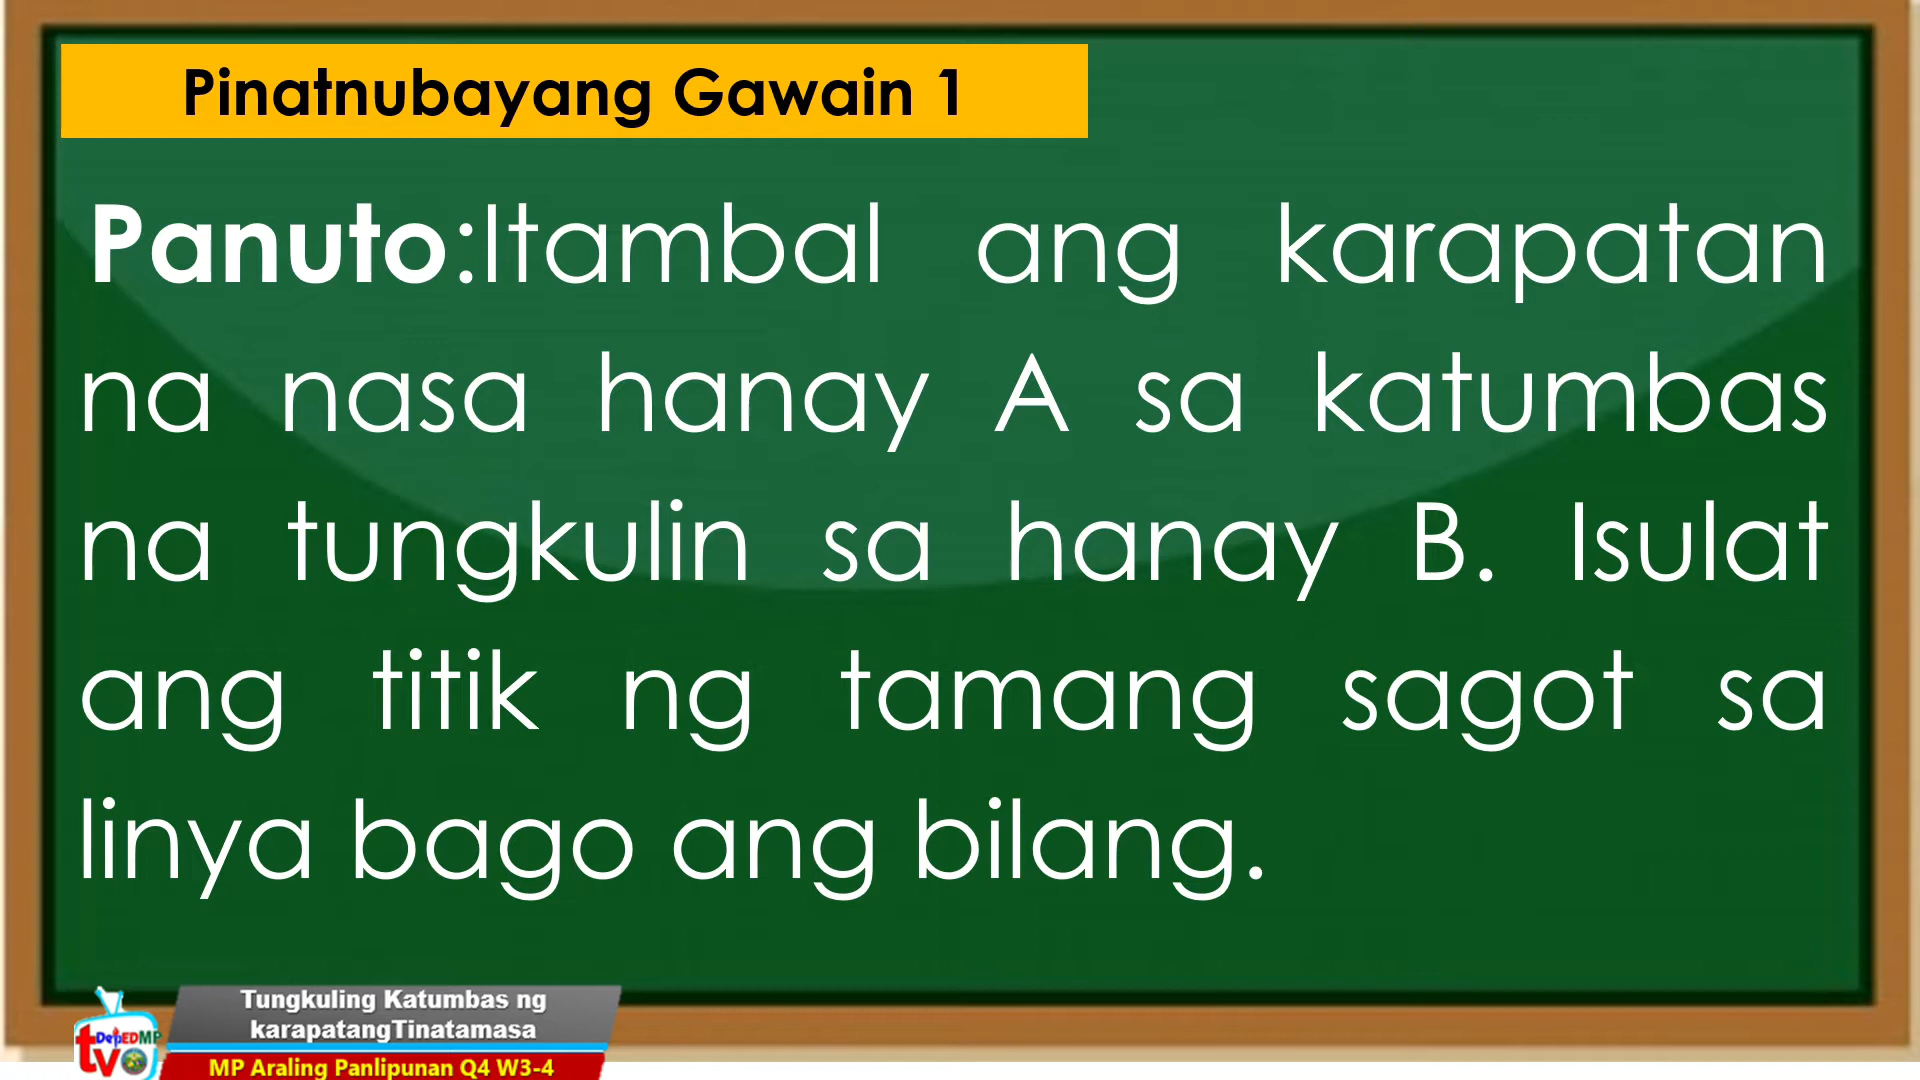 Pinatnubayang Gawain 1
Panuto:Itambal ang karapatan
na nasa hanay A sa katumbas
na tungkulin sa hanay B. Isulat
ang titik ng tamang sagot sa
linya bago ang bilang.
Tungkuling Katumbas ng
karapatangTinatamasa
DepEDMP
tv
MP Araling Panlipunan Q4 W3-4